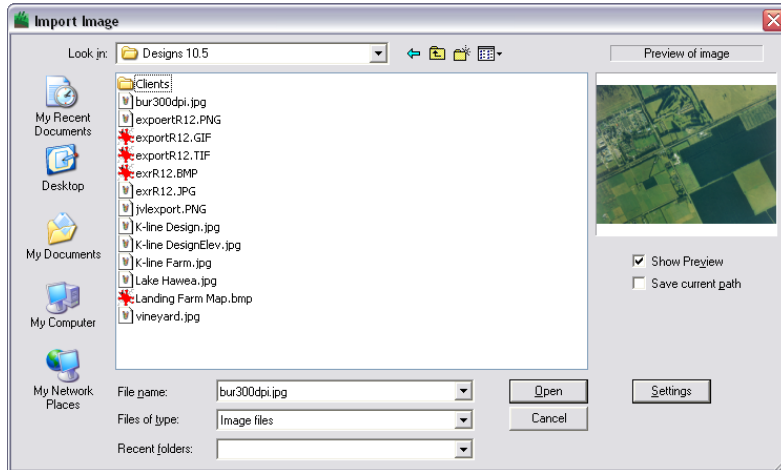 Import Image
Look in:
Designs 10.5
Preview of image
My Recent
Documents
Desktop
My Documents
My Computer
My Network
Places
Clients
bur300dpi.jpg
expoertR12.PNG
exportR12.GIF
exportR12.TIF
exrR12.BMP
exrR12.JPG
jvlexport.PNG
K-line Design.jpg
K-line DesignElev.jpg
K-line Farm.jpg
Lake Hawea.jpg
Landing Farm Map.bmp
vineyard.jpg
Show Preview
Save current path
File name:
bur300dpi.jpg
Open
Settings
Files of type:
Image files
Cancel
Recent folders: